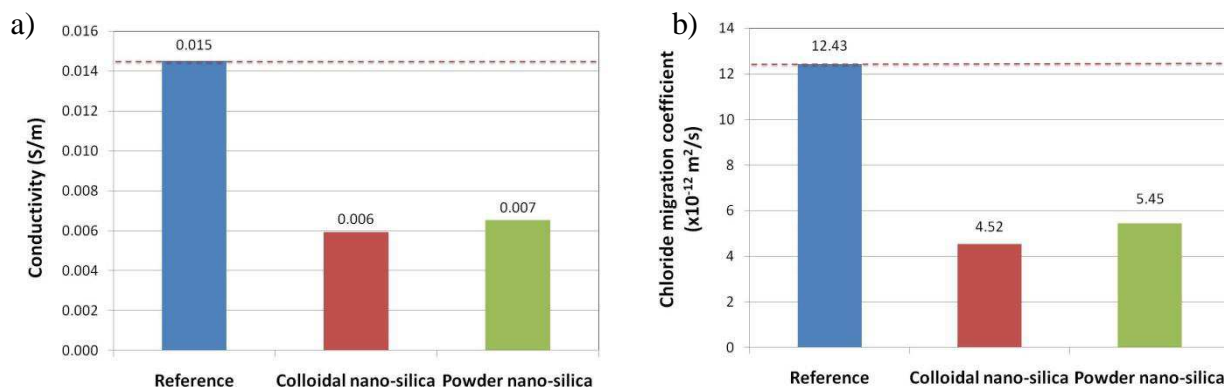 a)
Conductivity (S/m)
0.016
0.014
0.012
0.010
0.008
0.006
0.004
0.002
0.000
0.015
0.006
0.007
Reference
Colloidal nano-silica
Powder nano-silica
b)
Chloride migration coefficient
(x10⁻¹² m²/s)
14
12
10
8
6
4
2
0
12.43
4.52
5.45
Reference
Colloidal nano-silica
Powder nano-silica